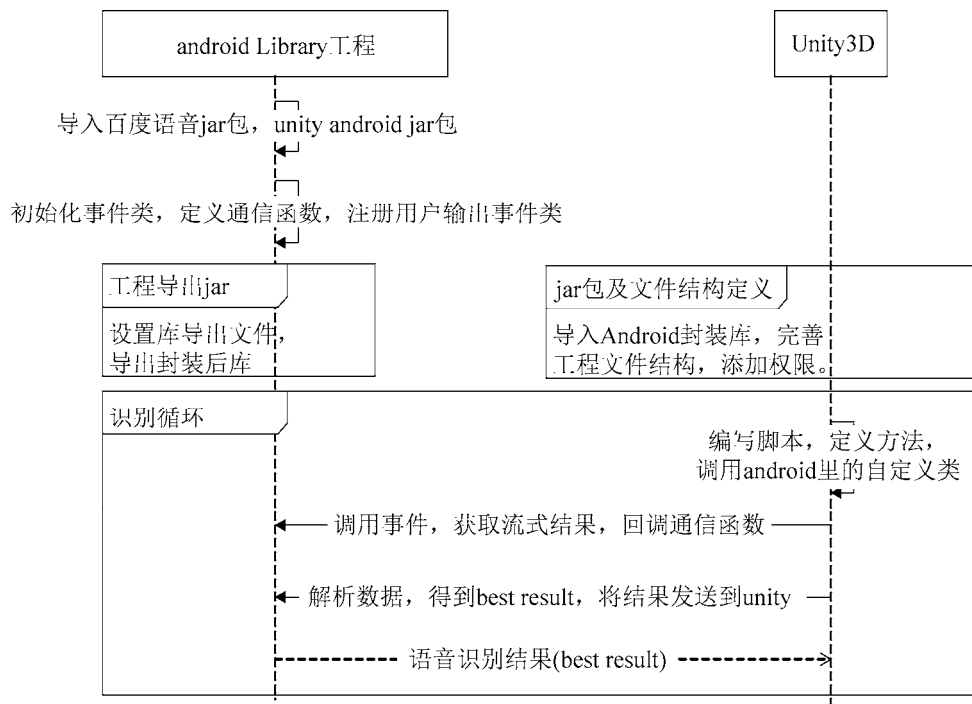 android Library工程
Unity3D
导入百度语音jar包，unity android jar包
初始化事件类，定义通信函数，注册用户输出事件类
工程导出jar
设置库导出文件，
导出封装后库
jar包及文件结构定义
导入Android封装库，完善
工程文件结构，添加权限。
识别循环
编写脚本，定义方法，
调用android里的自定义类
调用事件，获取流式结果，回调通信函数
解析数据，得到best result，将结果发送到unity
语音识别结果(best result)